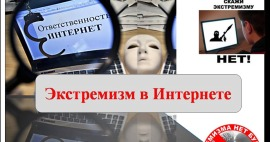 Ответственность
ИНТЕРНЕТ
СКАЖИ
ЭКСТРЕМИЗМУ
НЕТ!
Экстремизм в Интернете